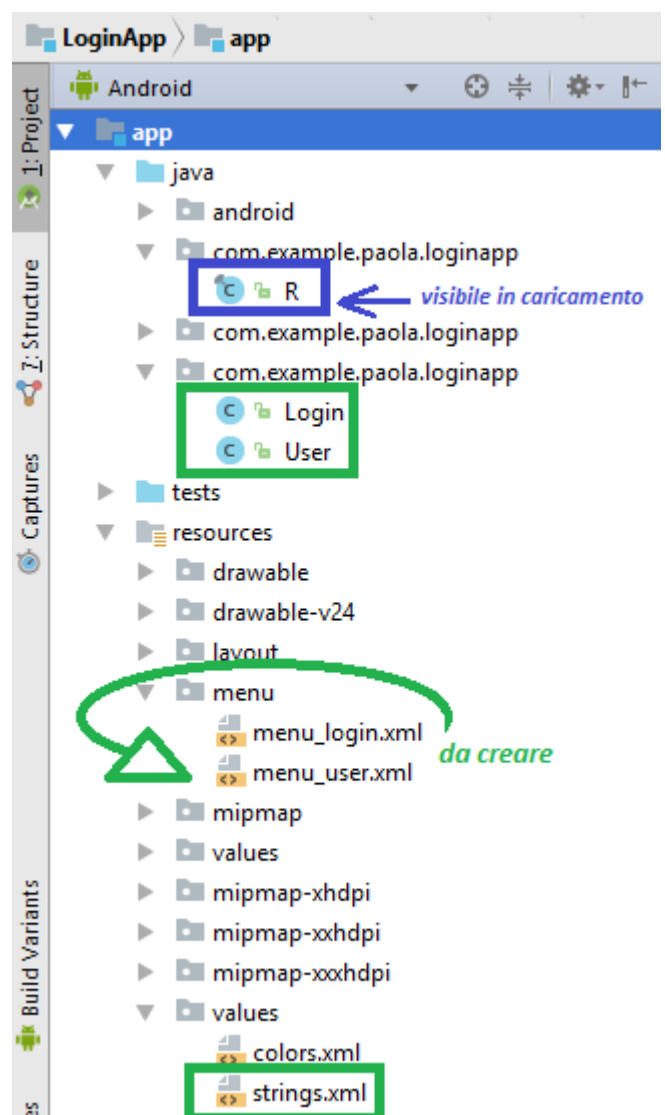 LoginApp app
1: Project
Android
app
java
android
com.example.paola.loginapp
R
visibile in caricamento
com.example.paola.loginapp
com.example.paola.loginapp
Login
User
tests
resources
drawable
drawable-v24
layout
menu
menu_login.xml
da creare
menu_user.xml
mipmap
values
mipmap-xhdpi
mipmap-xxhdpi
mipmap-xxxhdpi
values
colors.xml
strings.xml
7: Structure
Captures
Build Variants